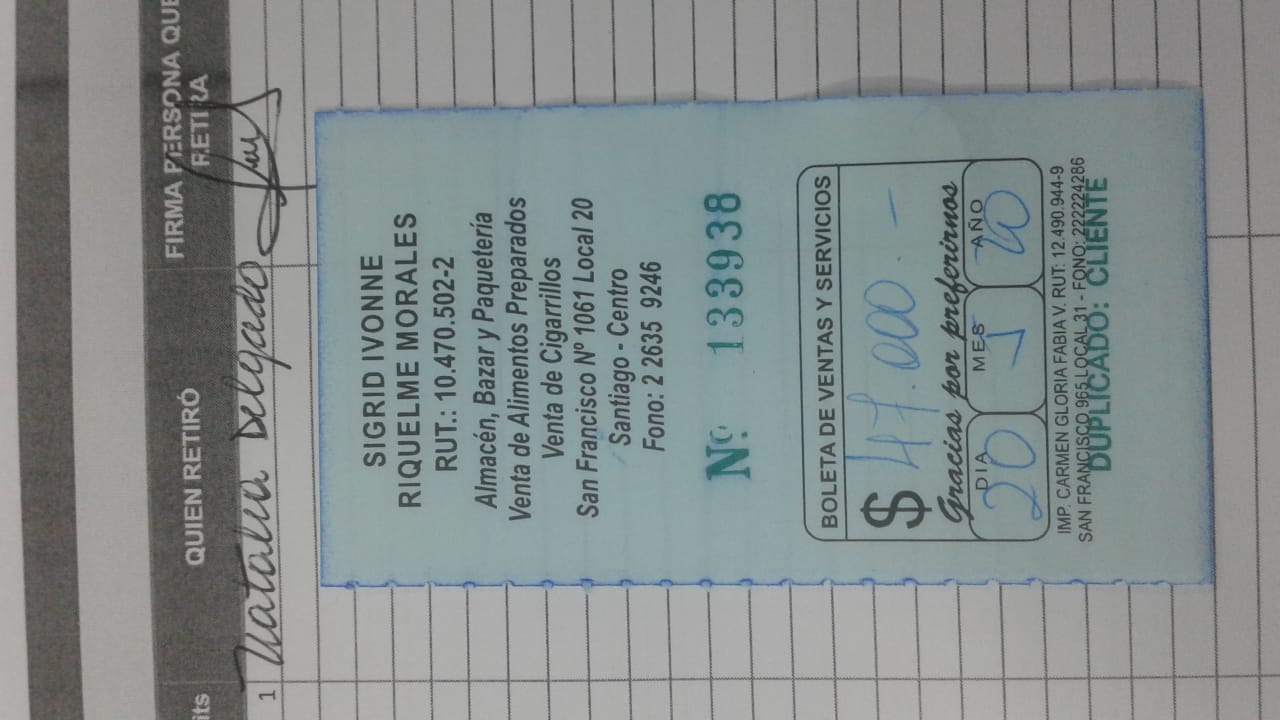 its
QUIEN RETIRÓ
FIRMA PERSONA QUE
RETIRA
1
Natalia Delgado
SIGRID IVONNE
RIQUELME MORALES
RUT.: 10.470.502-2
Almacén, Bazar y Paquetería
Venta de Alimentos Preparados
Venta de Cigarrillos
San Francisco Nº 1061 Local 20
Santiago - Centro
Fono: 2 2635 9246
Nº: 133938
BOLETA DE VENTAS Y SERVICIOS
$ 47.000.-
Gracias por preferirnos
DIA MES AÑO
20 5 20
IMP. CARMEN GLORIA FABIA V. RUT: 12.490.944-9
SAN FRANCISCO 965 LOCAL 31 - FONO: 222224286
DUPLICADO: CLIENTE